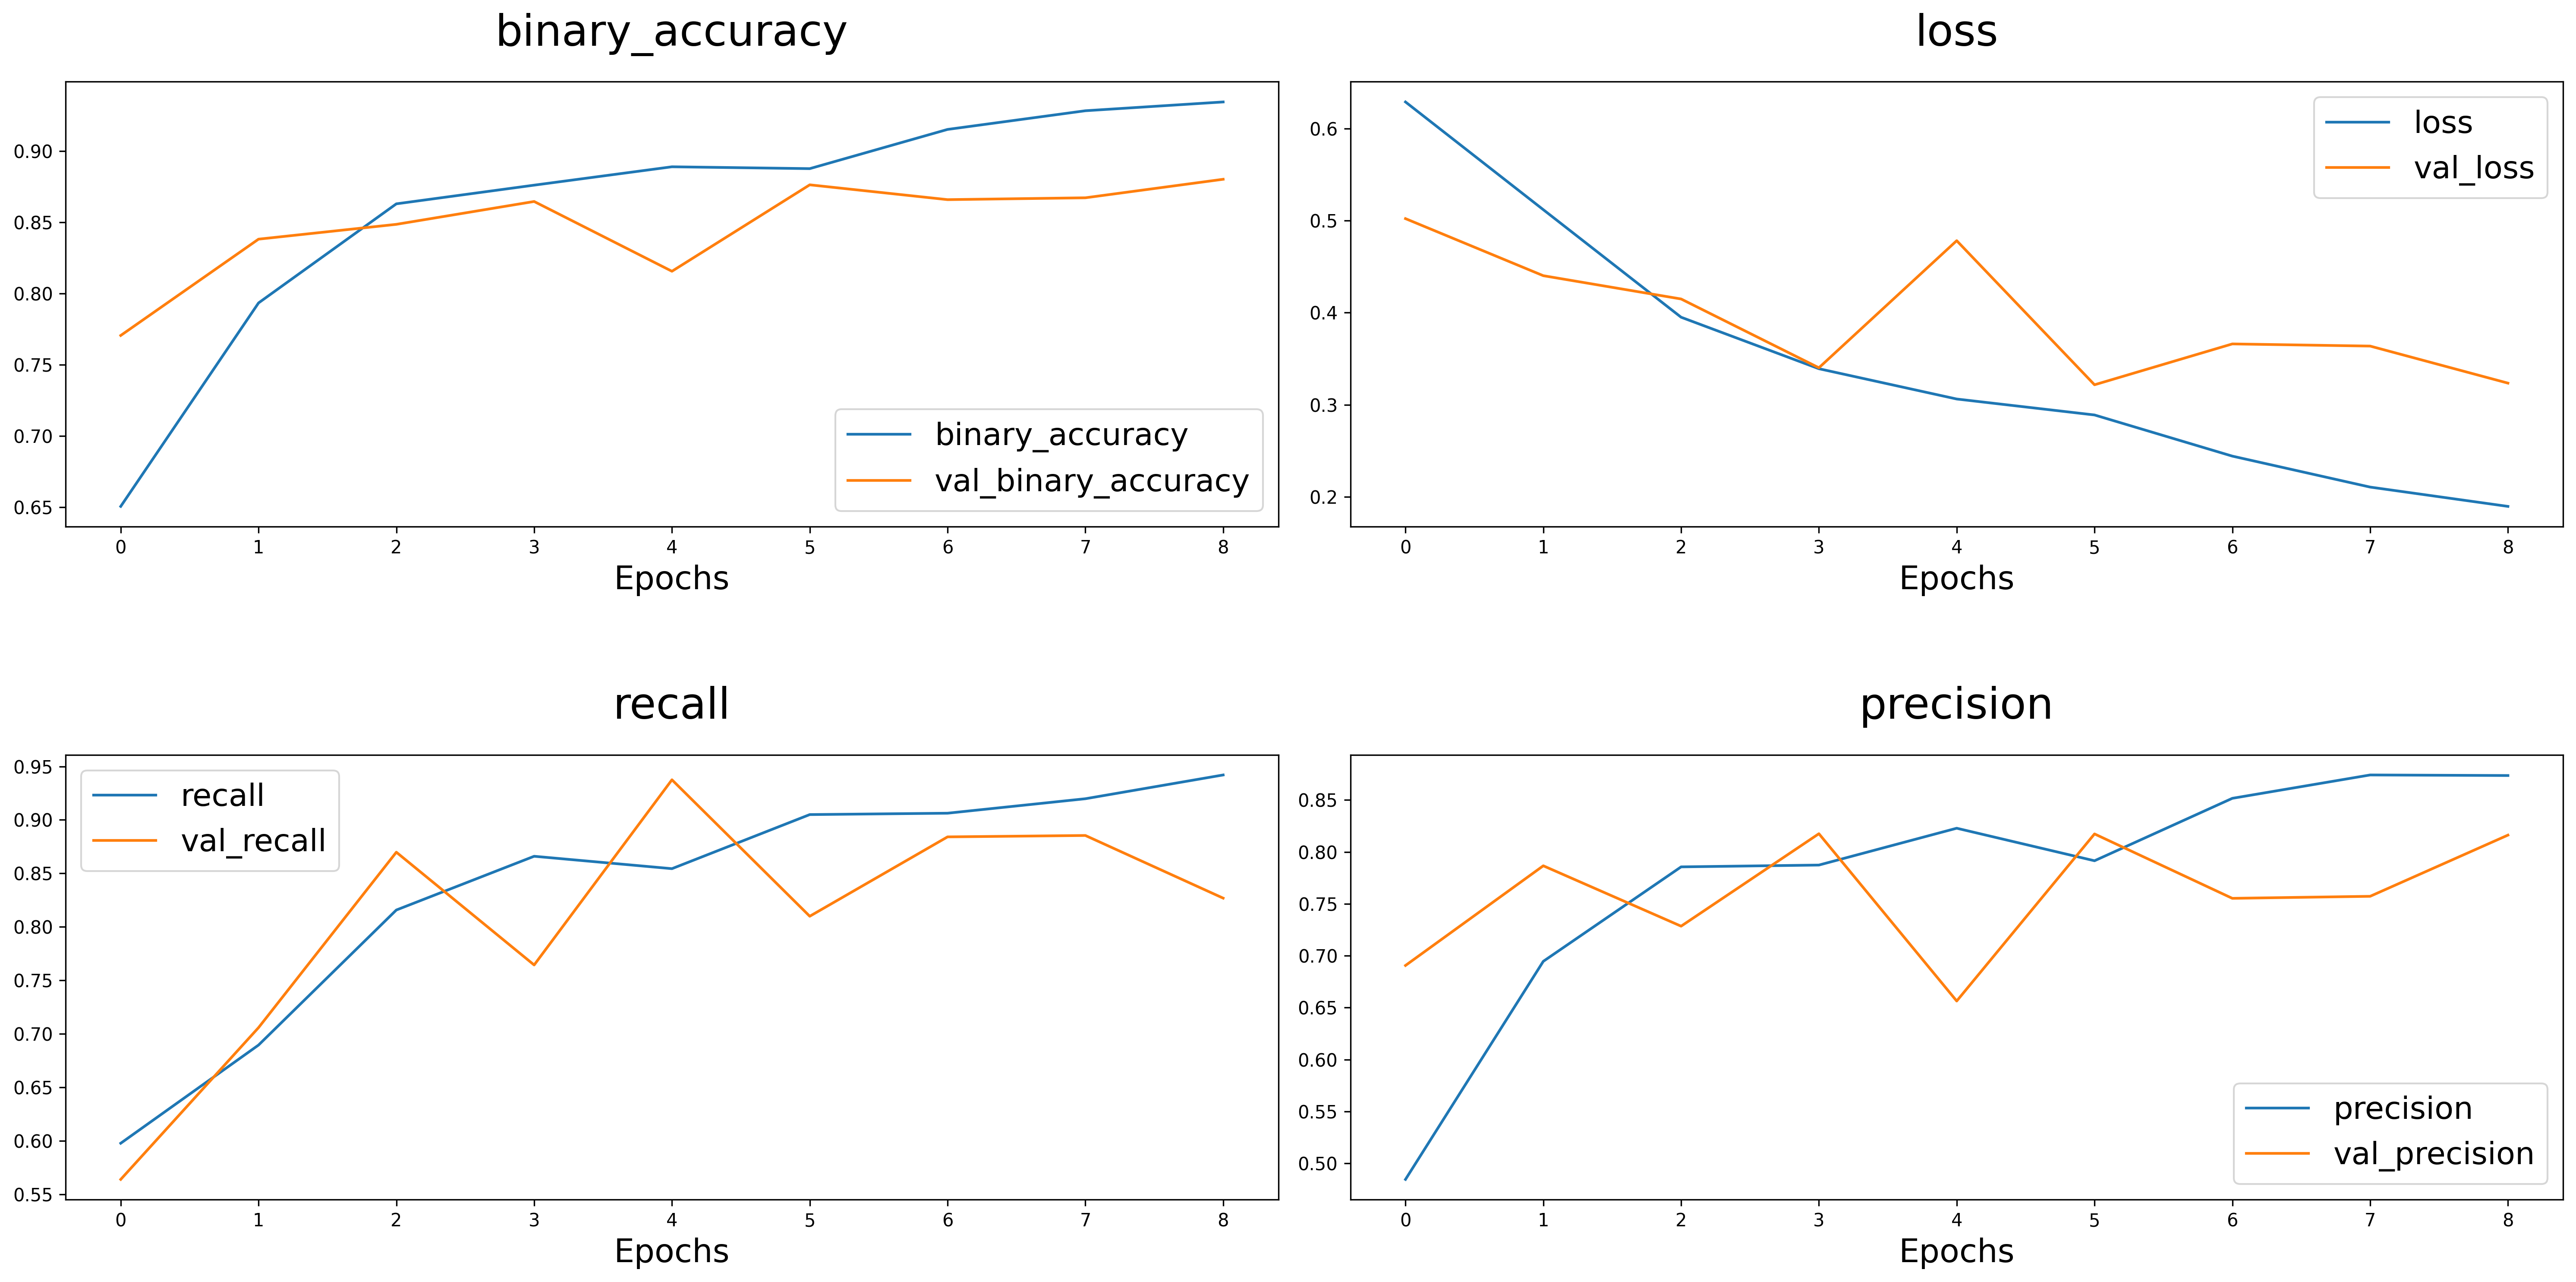 binary_accuracy
0.90
0.85
0.80
0.75
0.70
0.65
binary_accuracy
val_binary_accuracy
0 1 2 3 4 5 6 7 8
Epochs
loss
0.6
0.5
0.4
0.3
0.2
loss
val_loss
0 1 2 3 4 5 6 7 8
Epochs
recall
0.95
0.90
0.85
0.80
0.75
0.70
0.65
0.60
0.55
recall
val_recall
0 1 2 3 4 5 6 7 8
Epochs
precision
0.85
0.80
0.75
0.70
0.65
0.60
0.55
0.50
precision
val_precision
0 1 2 3 4 5 6 7 8
Epochs